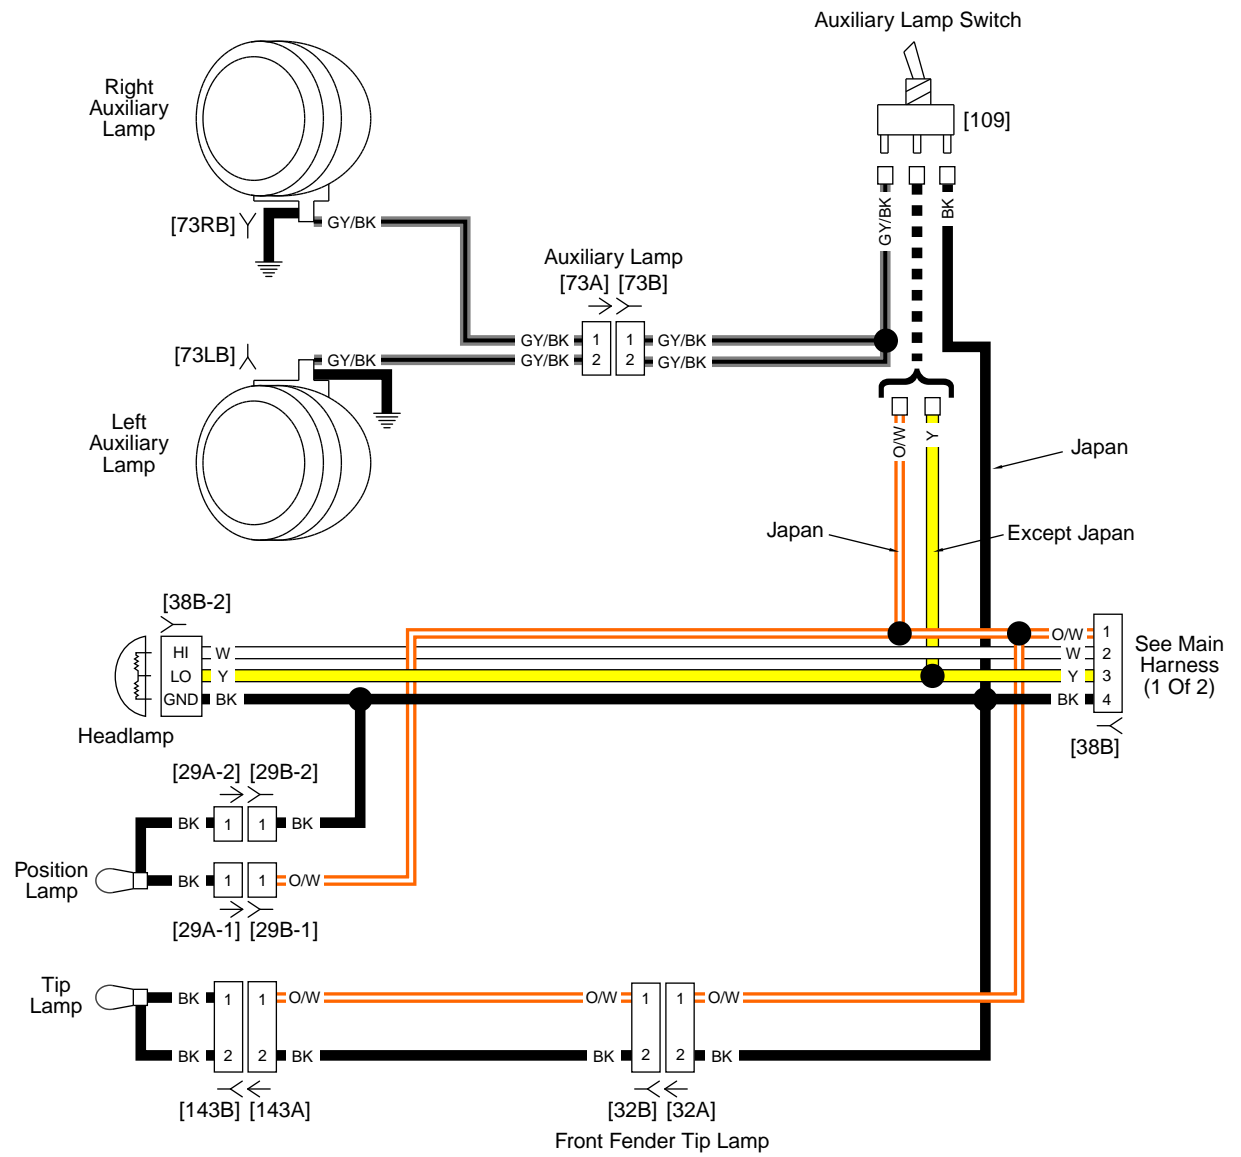 Auxiliary Lamp Switch
[109]
Right
Auxiliary
Lamp
[73RB]
GY/BK
GY/BK
BK
Auxiliary Lamp
[73A] [73B]
GY/BK 1 1 GY/BK
GY/BK GY/BK 2 2 GY/BK
[73LB]
Left
Auxiliary
Lamp
O/W
Y
Japan
Japan
Except Japan
[38B-2]
HI W
LO Y
GND BK
Headlamp
O/W 1
W 2
Y 3
BK 4
[38B]
See Main
Harness
(1 Of 2)
[29A-2] [29B-2]
BK 1 1 BK
Position
Lamp
BK 1 1 O/W
[29A-1] [29B-1]
Tip
Lamp
BK 1 1 O/W O/W 1 1 O/W
BK 2 2 BK BK 2 2 BK
[143B] [143A]
[32B] [32A]
Front Fender Tip Lamp